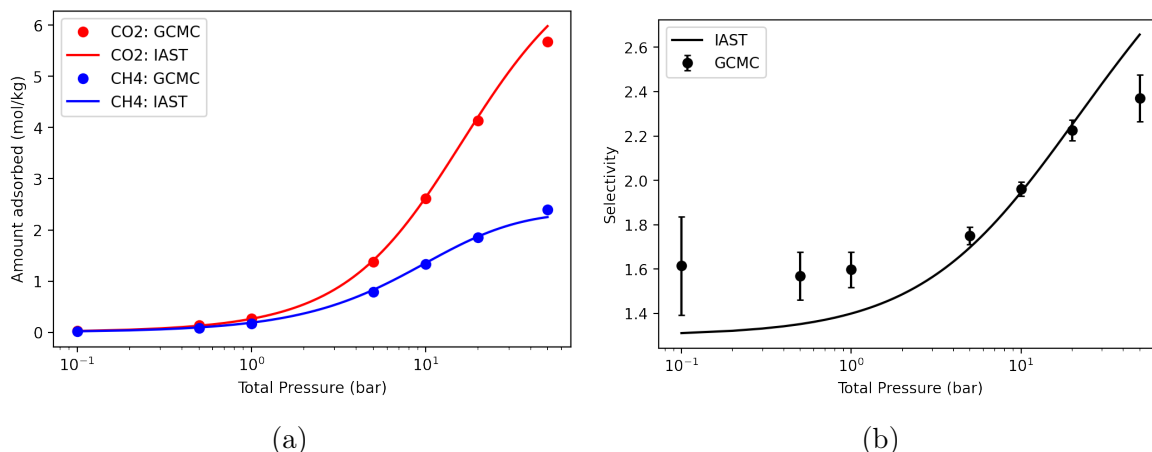 CO2: GCMC
CO2: IAST
CH4: GCMC
CH4: IAST
Amount adsorbed (mol/kg)
6
5
4
3
2
1
0
10⁻¹ 10⁰ 10¹
Total Pressure (bar)
(a)
IAST
GCMC
Selectivity
2.6
2.4
2.2
2.0
1.8
1.6
1.4
10⁻¹ 10⁰ 10¹
Total Pressure (bar)
(b)